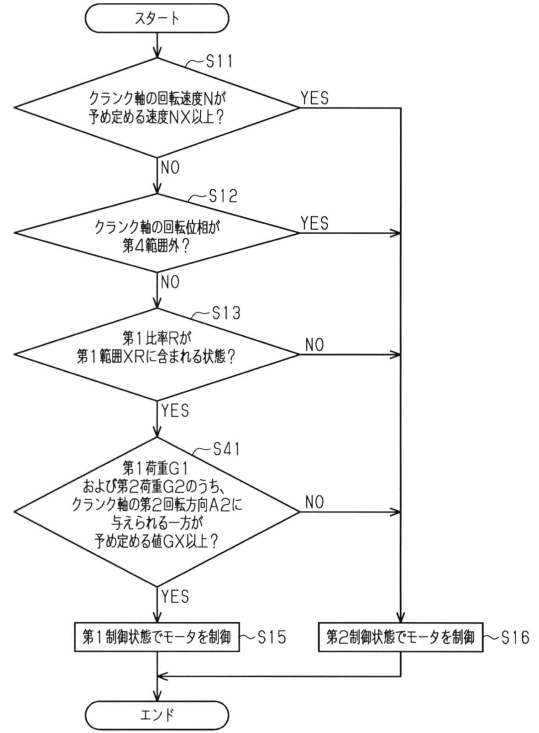 スタート
S11
クランク軸の回転速度Nが
予め定める速度NX以上？
YES
NO
S12
クランク軸の回転位相が
第4範囲外？
YES
NO
S13
第1比率Rが
第1範囲XRに含まれる状態？
NO
YES
S41
第1荷重G1
および第2荷重G2のうち、
クランク軸の第2回転方向A2に
与えられる一方が
予め定める値GX以上？
NO
YES
第1制御状態でモータを制御
S15
第2制御状態でモータを制御
S16
エンド